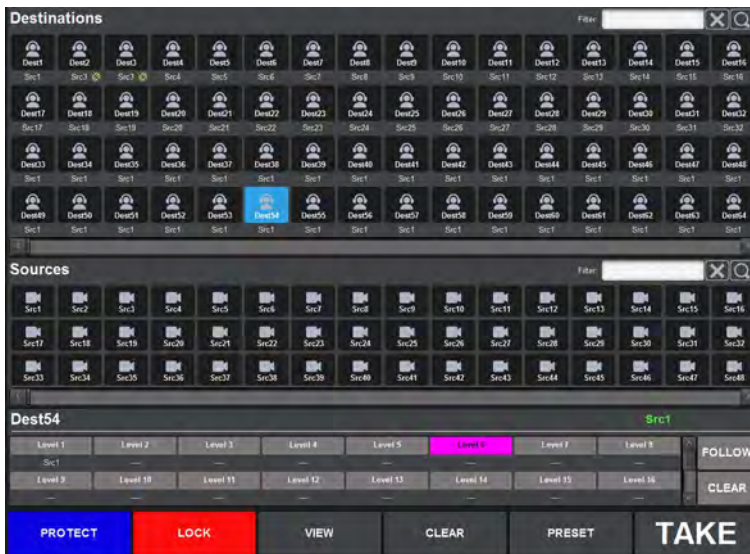 Destinations Filter
Dest1 Dest2 Dest3 Dest4 Dest5 Dest6 Dest7 Dest8 Dest9 Dest10 Dest11 Dest12 Dest13 Dest14 Dest15 Dest16
Src1 Src3 Src3 Src4 Src5 Src6 Src7 Src8 Src9 Src10 Src11 Src12 Src13 Src14 Src15 Src16
Dest17 Dest18 Dest19 Dest20 Dest21 Dest22 Dest23 Dest24 Dest25 Dest26 Dest27 Dest28 Dest29 Dest30 Dest31 Dest32
Src17 Src18 Src19 Src20 Src21 Src22 Src23 Src24 Src25 Src26 Src27 Src28 Src29 Src30 Src31 Src32
Dest33 Dest34 Dest35 Dest36 Dest37 Dest38 Dest39 Dest40 Dest41 Dest42 Dest43 Dest44 Dest45 Dest46 Dest47 Dest48
Src1 Src1 Src1 Src1 Src1 Src1 Src1 Src1 Src1 Src1 Src1 Src1 Src1 Src1 Src1 Src1
Dest49 Dest50 Dest51 Dest52 Dest53 Dest54 Dest55 Dest56 Dest57 Dest58 Dest59 Dest60 Dest61 Dest62 Dest63 Dest64
Src1 Src1 Src1 Src1 Src1 Src1 Src1 Src1 Src1 Src1 Src1 Src1 Src1 Src1 Src1 Src1
Sources Filter
Src1 Src2 Src3 Src4 Src5 Src6 Src7 Src8 Src9 Src10 Src11 Src12 Src13 Src14 Src15 Src16
Src17 Src18 Src19 Src20 Src21 Src22 Src23 Src24 Src25 Src26 Src27 Src28 Src29 Src30 Src31 Src32
Src33 Src34 Src35 Src36 Src37 Src38 Src39 Src40 Src41 Src42 Src43 Src44 Src45 Src46 Src47 Src48
Dest54 Src1
Level 1 Level 2 Level 3 Level 4 Level 5 Level 6 Level 7 Level 8
FOLLOW
Src1 — — — — — — —
Level 9 Level 10 Level 11 Level 12 Level 13 Level 14 Level 15 Level 16
CLEAR
— — — — — — — —
PROTECT LOCK VIEW CLEAR PRESET TAKE